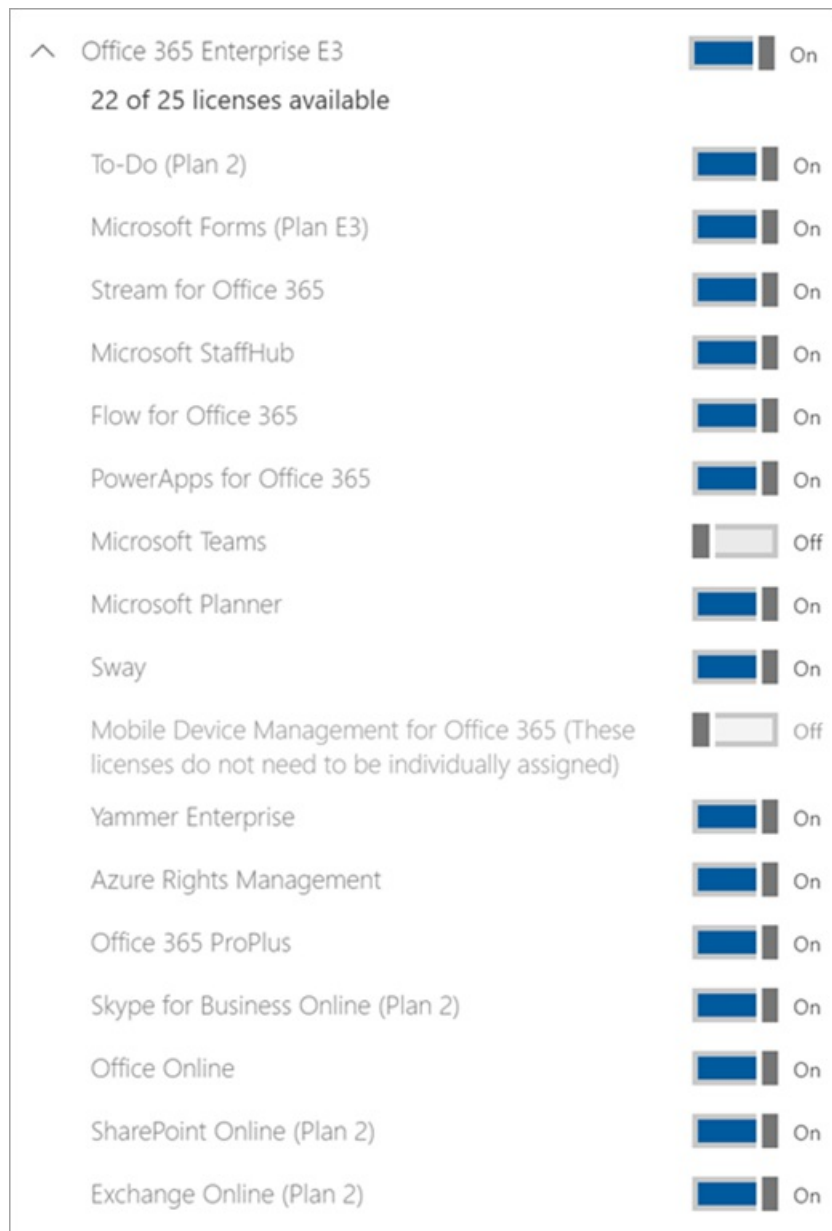 Office 365 Enterprise E3 On
22 of 25 licenses available
To-Do (Plan 2) On
Microsoft Forms (Plan E3) On
Stream for Office 365 On
Microsoft StaffHub On
Flow for Office 365 On
PowerApps for Office 365 On
Microsoft Teams Off
Microsoft Planner On
Sway On
Mobile Device Management for Office 365 (These Off
licenses do not need to be individually assigned)
Yammer Enterprise On
Azure Rights Management On
Office 365 ProPlus On
Skype for Business Online (Plan 2) On
Office Online On
SharePoint Online (Plan 2) On
Exchange Online (Plan 2) On